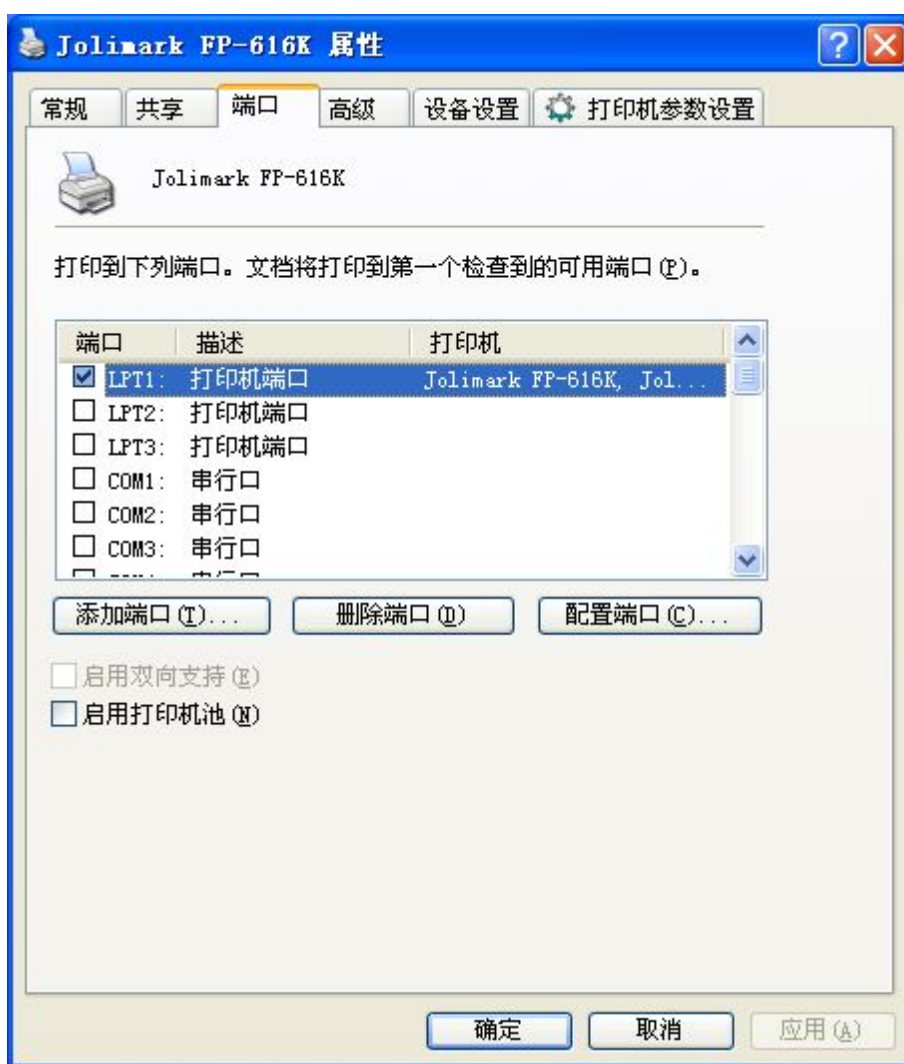 Jolimark FP-616K 属性
常规 共享 端口 高级 设备设置 打印机参数设置
Jolimark FP-616K
打印到下列端口。文档将打印到第一个检查到的可用端口(P)。
端口 描述 打印机
LPT1: 打印机端口 Jolimark FP-616K, Jol...
LPT2: 打印机端口
LPT3: 打印机端口
COM1: 串行口
COM2: 串行口
COM3: 串行口
添加端口(T)... 删除端口(D) 配置端口(C)...
启用双向支持(E)
启用打印机池(N)
确定 取消 应用(A)